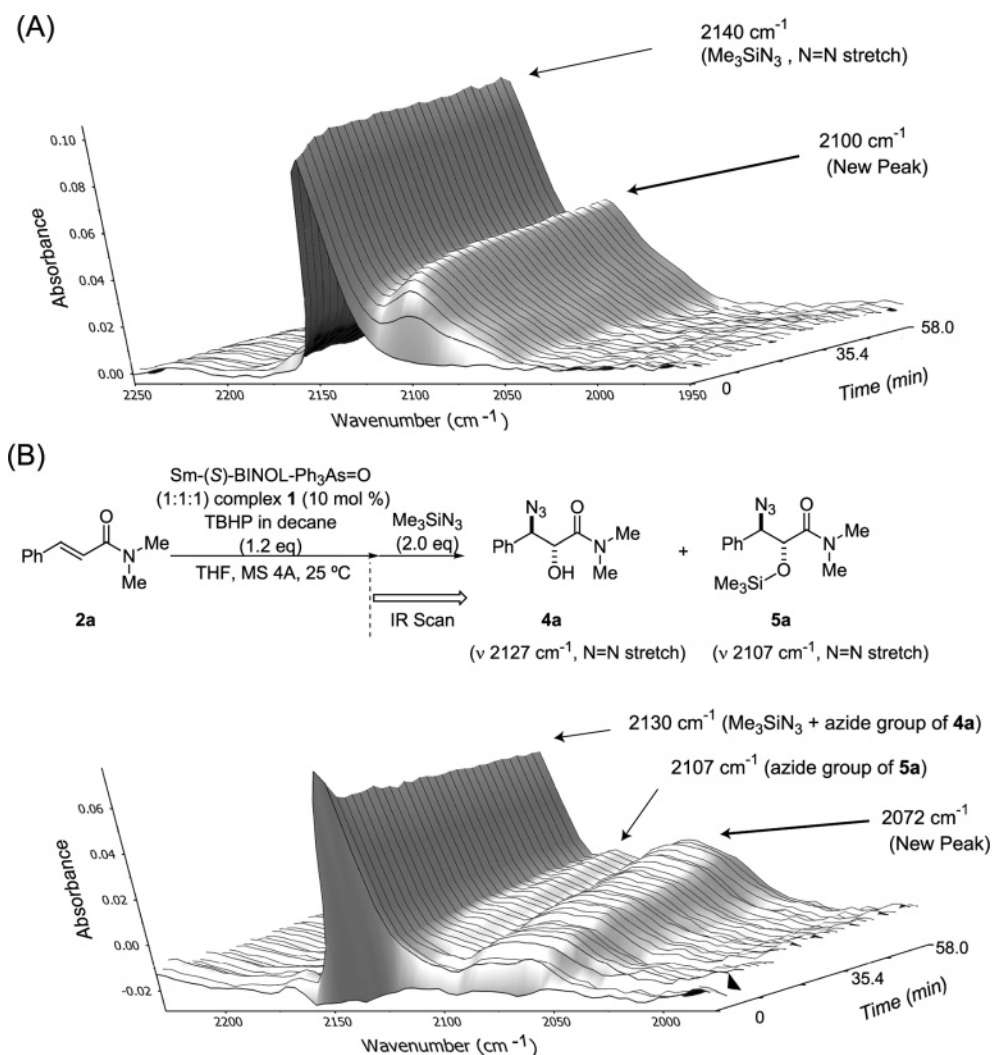 (A)
2140 cm⁻¹
(Me₃SiN₃ , N=N stretch)
2100 cm⁻¹
(New Peak)
Absorbance
0.10
0.08
0.06
0.04
0.02
0.00
2250
2200
2150
2100
2050
2000
1950
Wavenumber (cm⁻¹)
0
35.4
58.0
Time (min)
(B)
Sm-(S)-BINOL-Ph₃As=O
(1:1:1) complex 1 (10 mol %)
TBHP in decane
(1.2 eq)
THF, MS 4A, 25 ºC
Me₃SiN₃
(2.0 eq)
IR Scan
Ph
O
N
Me
Me
2a
N₃
O
Ph
N
Me
OH
Me
4a
(ν 2127 cm⁻¹, N=N stretch)
+
N₃
O
Ph
N
Me
Me₃Si
O
Me
5a
(ν 2107 cm⁻¹, N=N stretch)
2130 cm⁻¹ (Me₃SiN₃ + azide group of 4a)
2107 cm⁻¹ (azide group of 5a)
2072 cm⁻¹
(New Peak)
Absorbance
0.06
0.04
0.02
0.00
-0.02
2200
2150
2100
2050
2000
Wavenumber (cm⁻¹)
0
35.4
58.0
Time (min)